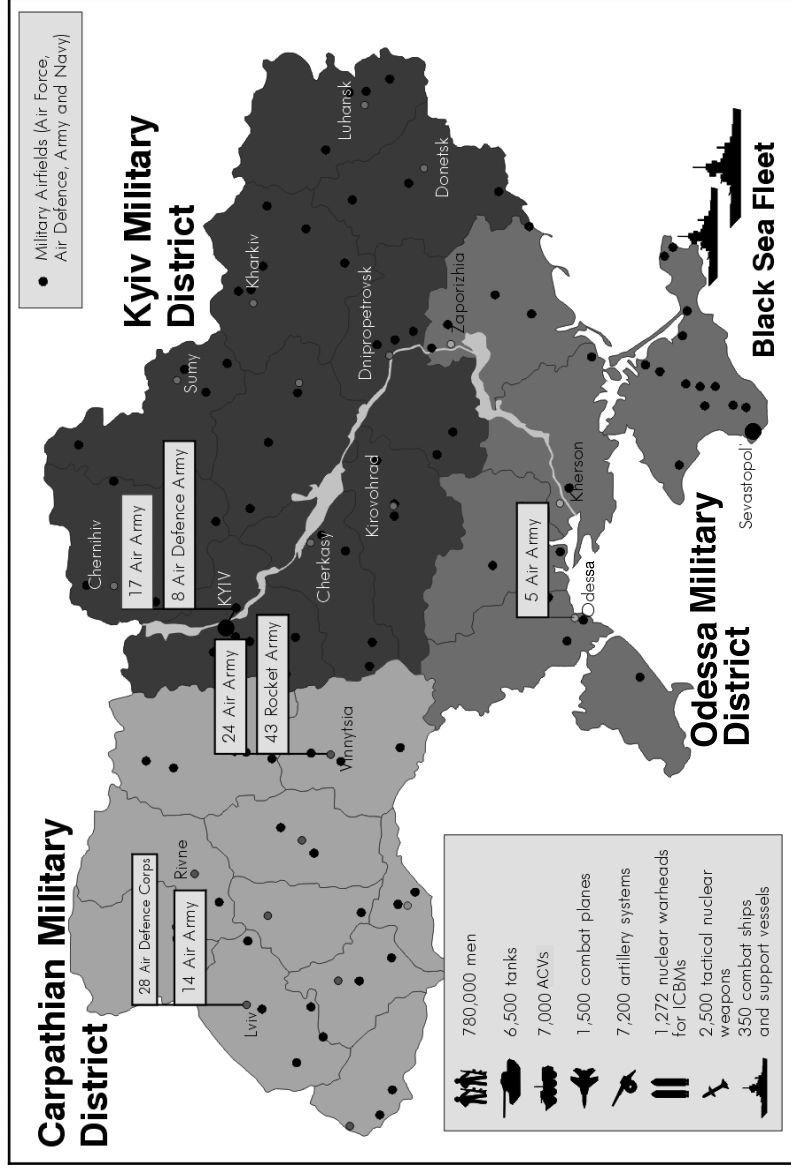 Carpathian Military
District
Kyiv Military
District
Military Airfields (Air Force,
Air Defence, Army and Navy)
28 Air Defence Corps
14 Air Army
Rivne
Lviv
24 Air Army
43 Rocket Army
Vinnytsia
17 Air Army
8 Air Defence Army
Chernihiv
KYIV
Sumy
Kharkiv
Luhansk
Donetsk
Cherkasy
Kirovohrad
Dnipropetrovsk
Zaporizhia
5 Air Army
Odessa
Kherson
Sevastopol'
Odessa Military
District
Black Sea Fleet
780,000 men
6,500 tanks
7,000 ACVs
1,500 combat planes
7,200 artillery systems
1,272 nuclear warheads
for ICBMs
2,500 tactical nuclear
weapons
350 combat ships
and support vessels